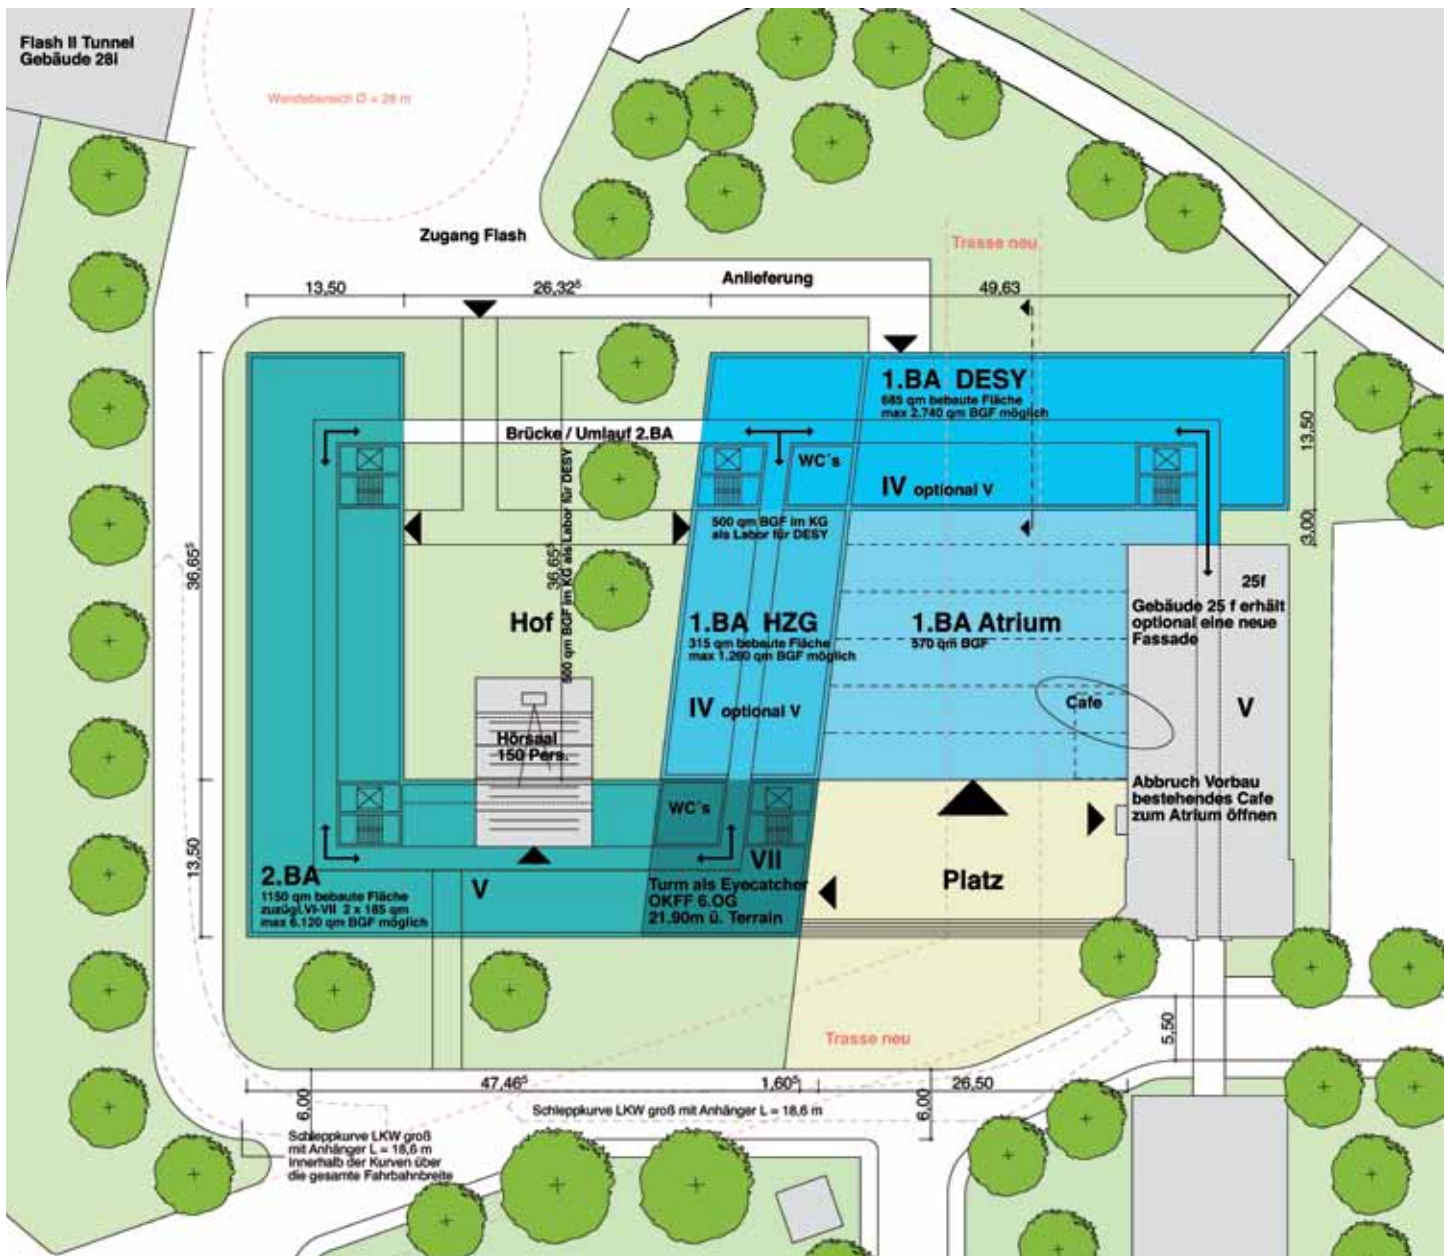 Flash II Tunnel
Gebäude 28i
Wendebereich Ø = 28 m
Zugang Flash
Trasse neu
Anlieferung
13,50
26,32⁵
49,63
1.BA DESY
685 qm bebaute Fläche
max 2.740 qm BGF möglich
13,50
Brücke / Umlauf 2.BA
WC´s
IV optional V
500 qm BGF im KG
als Labor für DESY
3,00
36,65⁵
36,65⁵
500 qm BGF im KG als Labor für DESY
25f
Gebäude 25 f erhält
optional eine neue
Fassade
Hof
1.BA HZG
315 qm bebaute Fläche
max 1.260 qm BGF möglich
1.BA Atrium
570 qm BGF
IV optional V
Cafe
V
Hörsaal
150 Pers.
Abbruch Vorbau
bestehendes Cafe
zum Atrium öffnen
WC´s
13,50
2.BA
1150 qm bebaute Fläche
zuzügl.VI-VII 2 x 185 qm
max 6.120 qm BGF möglich
V
VII
Turm als Eyecatcher
OKFF 6.OG
21.90m ü. Terrain
Platz
Trasse neu
5,50
47,46⁵
1,60⁵
26,50
6,00
6,00
Schleppkurve LKW groß mit Anhänger L = 18,6 m
Schleppkurve LKW groß
mit Anhänger L = 18,6 m
Innerhalb der Kurven über
die gesamte Fahrbahnbreite